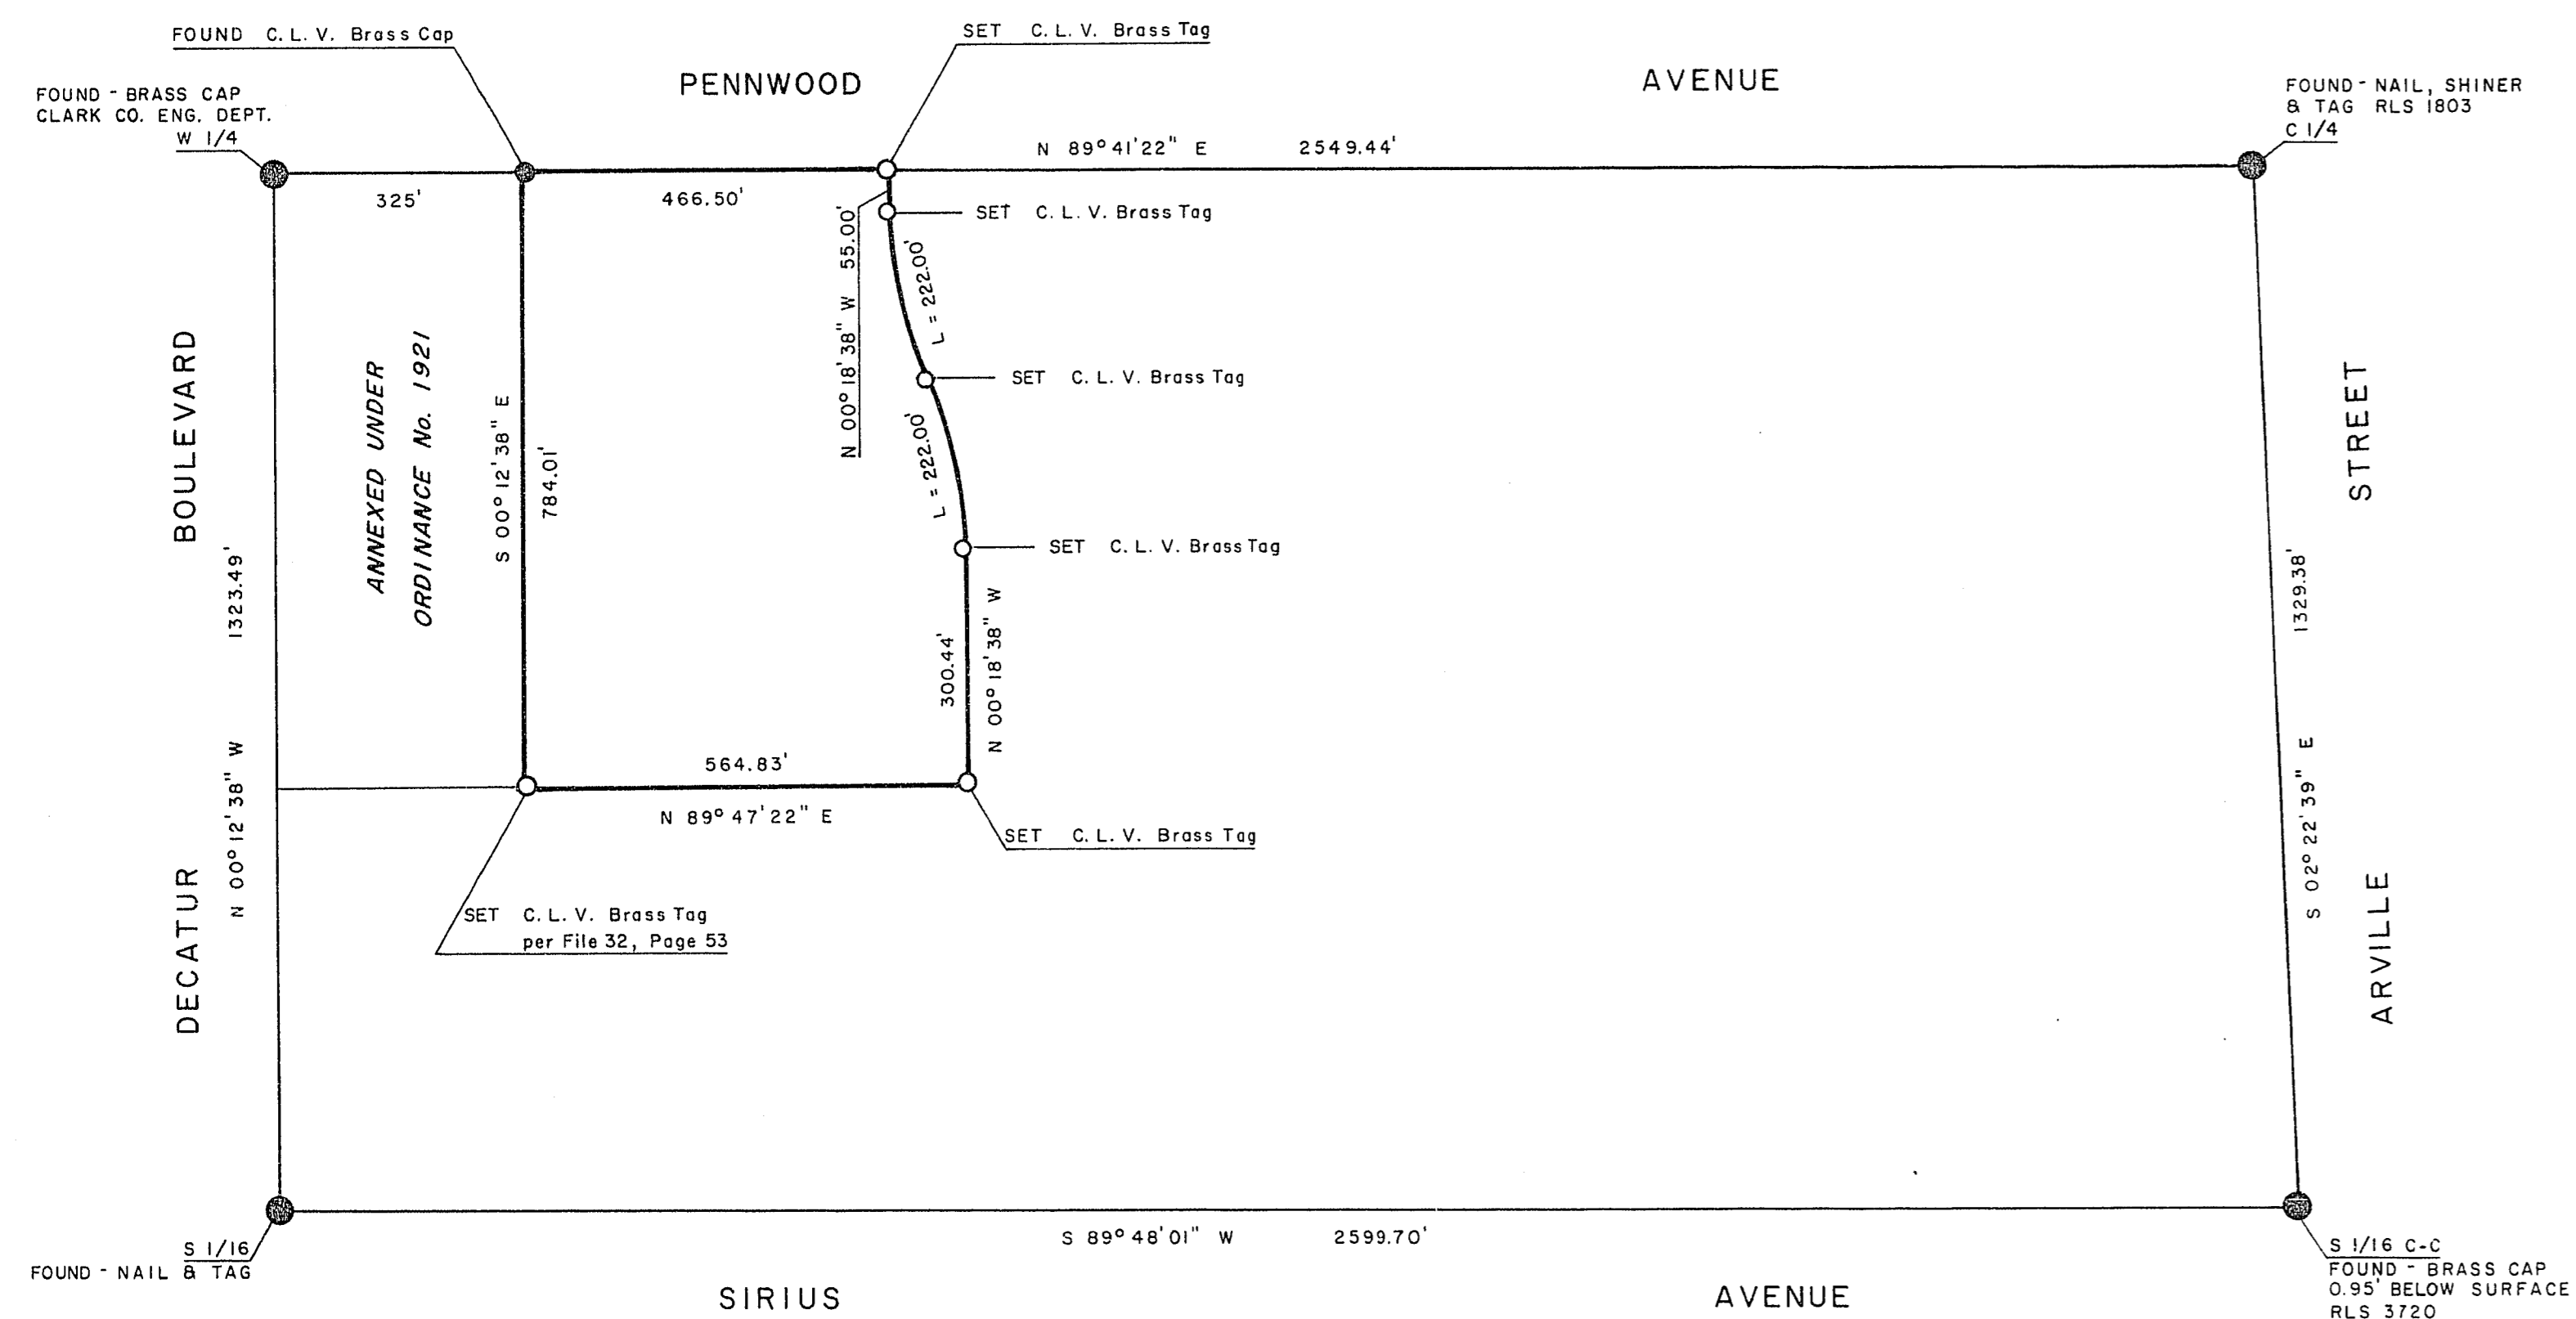 FOUND C. L. V. Brass Cap
SET C. L. V. Brass Tag
PENNWOOD AVENUE
FOUND - BRASS CAP
CLARK CO. ENG. DEPT.
W 1/4
FOUND - NAIL, SHINER
& TAG RLS 1803
C 1/4
N 89° 41' 22" E 2549.44'
325'
466.50'
SET C. L. V. Brass Tag
N 00° 18' 38" W 55.00'
L = 222.00'
SET C. L. V. Brass Tag
L = 222.00'
SET C. L. V. Brass Tag
DECATUR BOULEVARD
N 00° 12' 38" W 1323.49'
ANNEXED UNDER
ORDINANCE No. 1921
S 00° 12' 38" E
784.01'
300.44'
N 00° 18' 38" W
564.83'
N 89° 47' 22" E
SET C. L. V. Brass Tag
SET C. L. V. Brass Tag
per File 32, Page 53
1329.38'
S 02° 22' 39" E
ARVILLE STREET
S 1/16
FOUND - NAIL & TAG
S 89° 48' 01" W 2599.70'
SIRIUS AVENUE
S 1/16 C-C
FOUND - BRASS CAP
0.95' BELOW SURFACE
RLS 3720